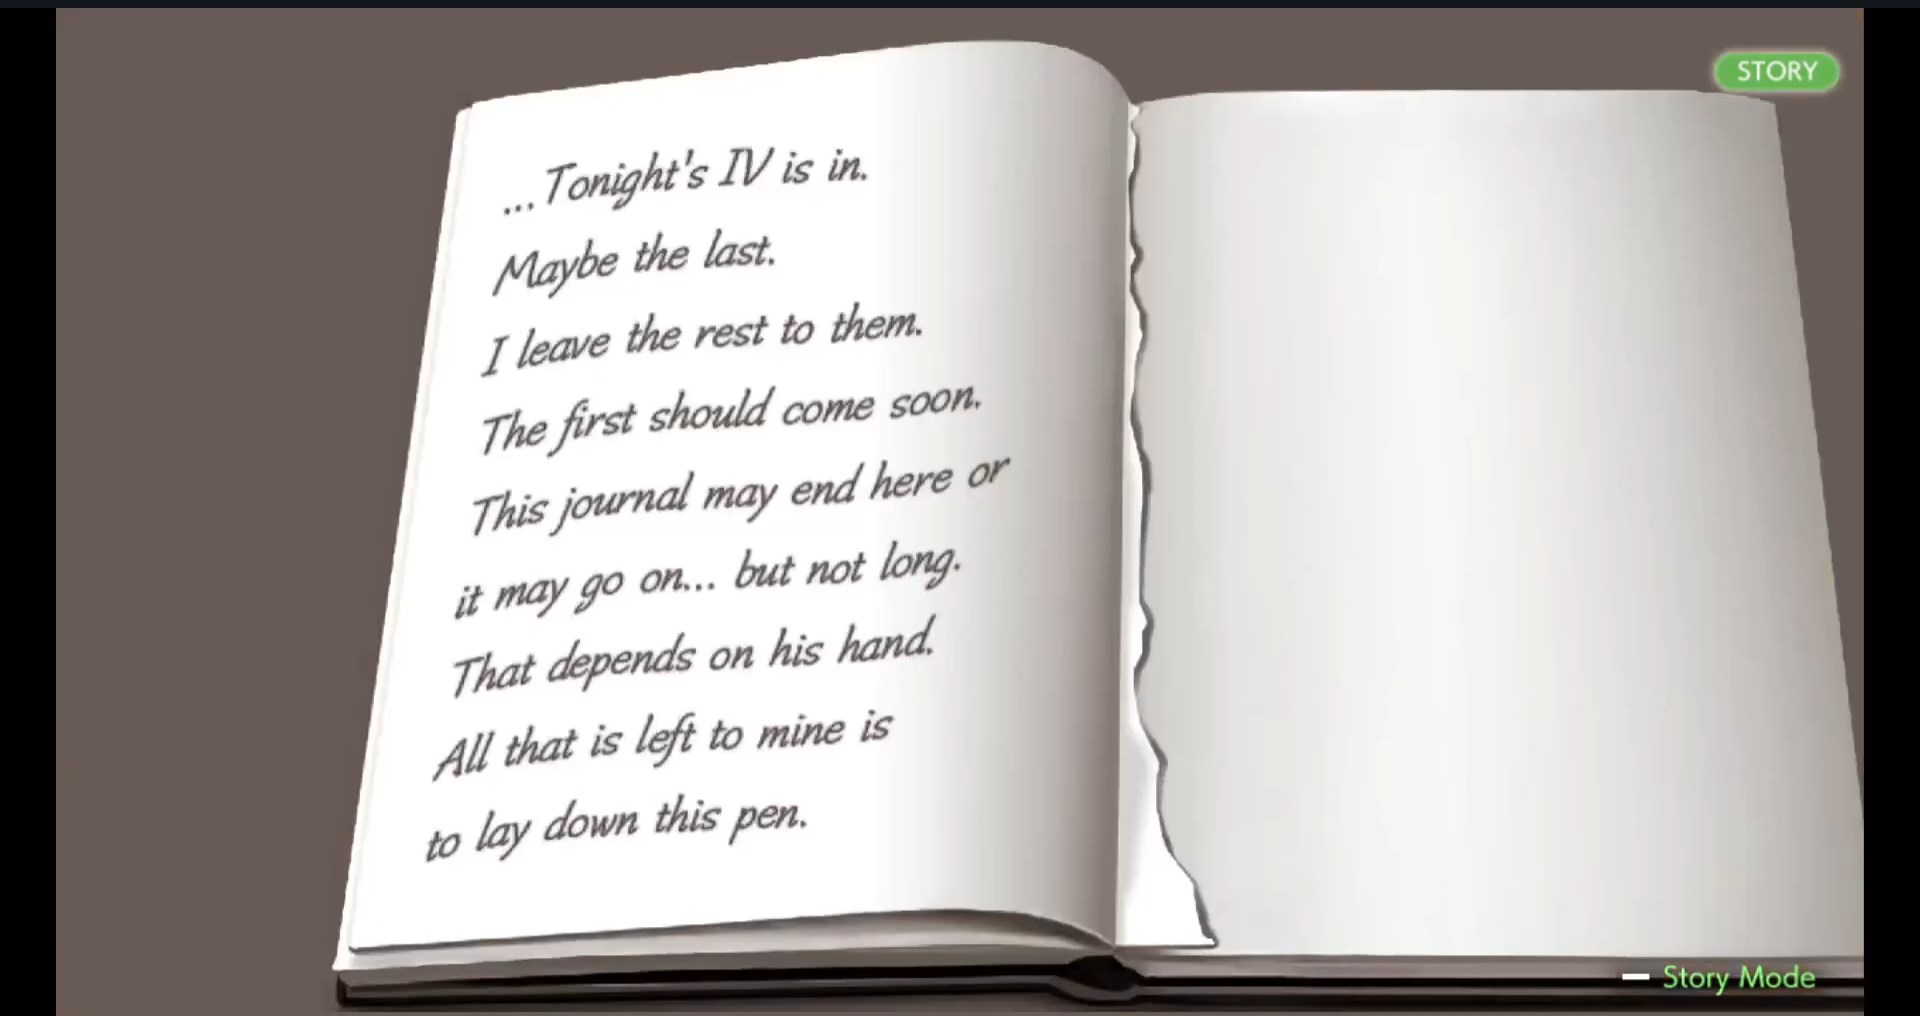 STORY
...Tonight's IV is in.
Maybe the last.
I leave the rest to them.
The first should come soon.
This journal may end here or
it may go on... but not long.
That depends on his hand.
All that is left to mine is
to lay down this pen.
Story Mode